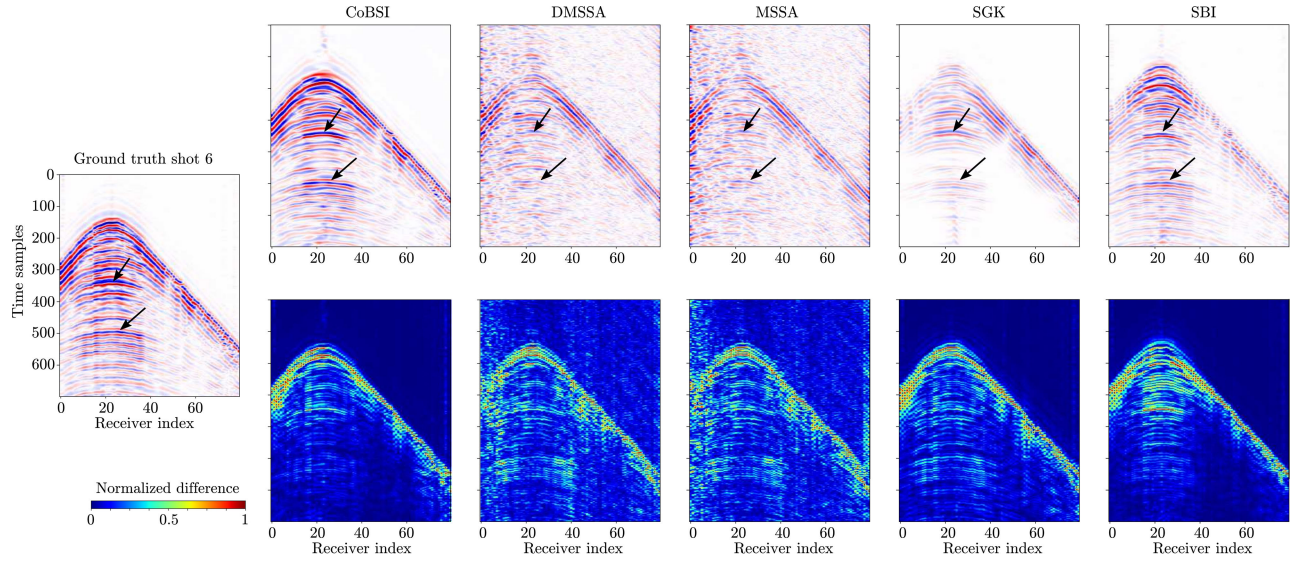 CoBSI DMSSA MSSA SGK SBI
0 20 40 60 0 20 40 60 0 20 40 60 0 20 40 60 0 20 40 60
Ground truth shot 6
Time samples
0
100
200
300
400
500
600
0 20 40 60
Receiver index
Normalized difference
0 0.5 1
0 20 40 60 0 20 40 60 0 20 40 60 0 20 40 60 0 20 40 60
Receiver index Receiver index Receiver index Receiver index Receiver index